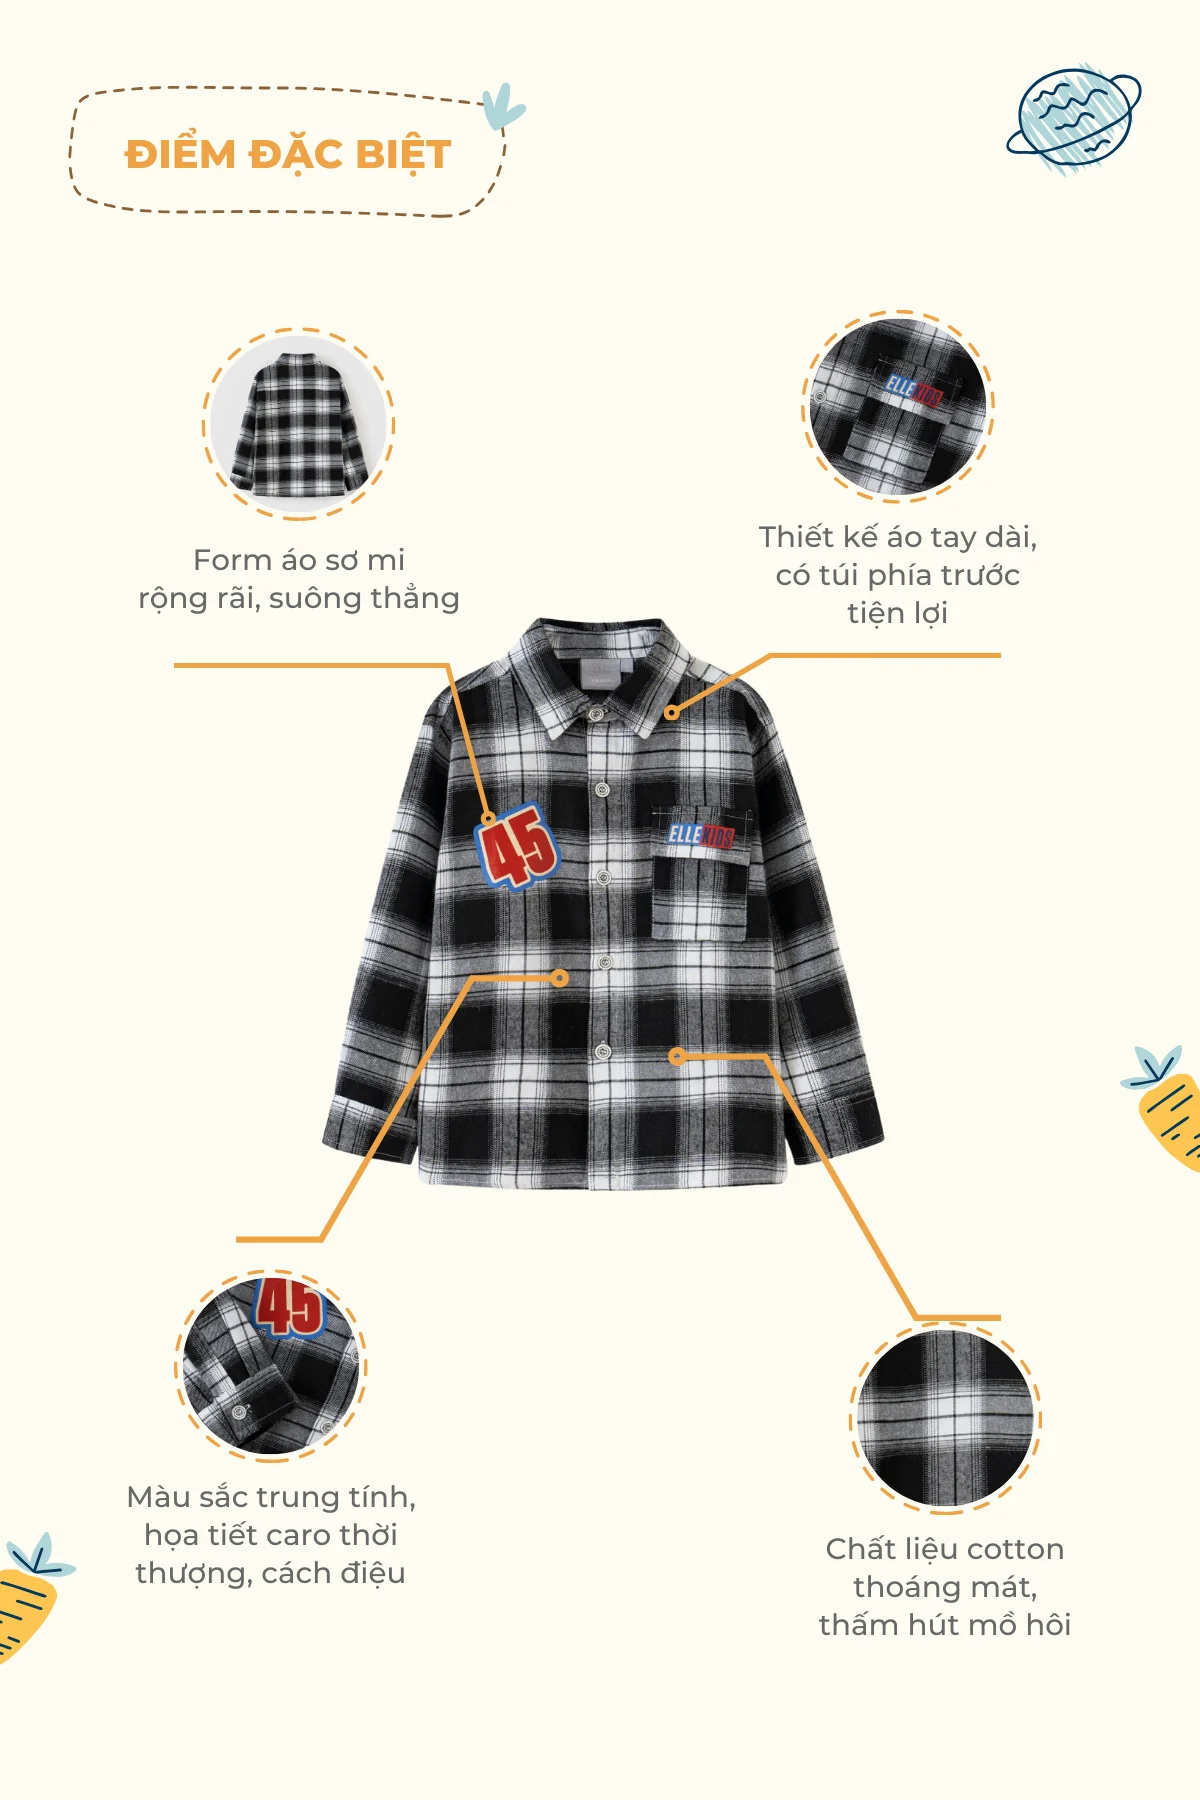 ĐIỂM ĐẶC BIỆT
Form áo sơ mi
rộng rãi, suông thẳng
ELLEKIDS
Thiết kế áo tay dài,
có túi phía trước
tiện lợi
45
ELLEKIDS
45
Màu sắc trung tính,
họa tiết caro thời
thượng, cách điệu
Chất liệu cotton
thoáng mát,
thấm hút mồ hôi